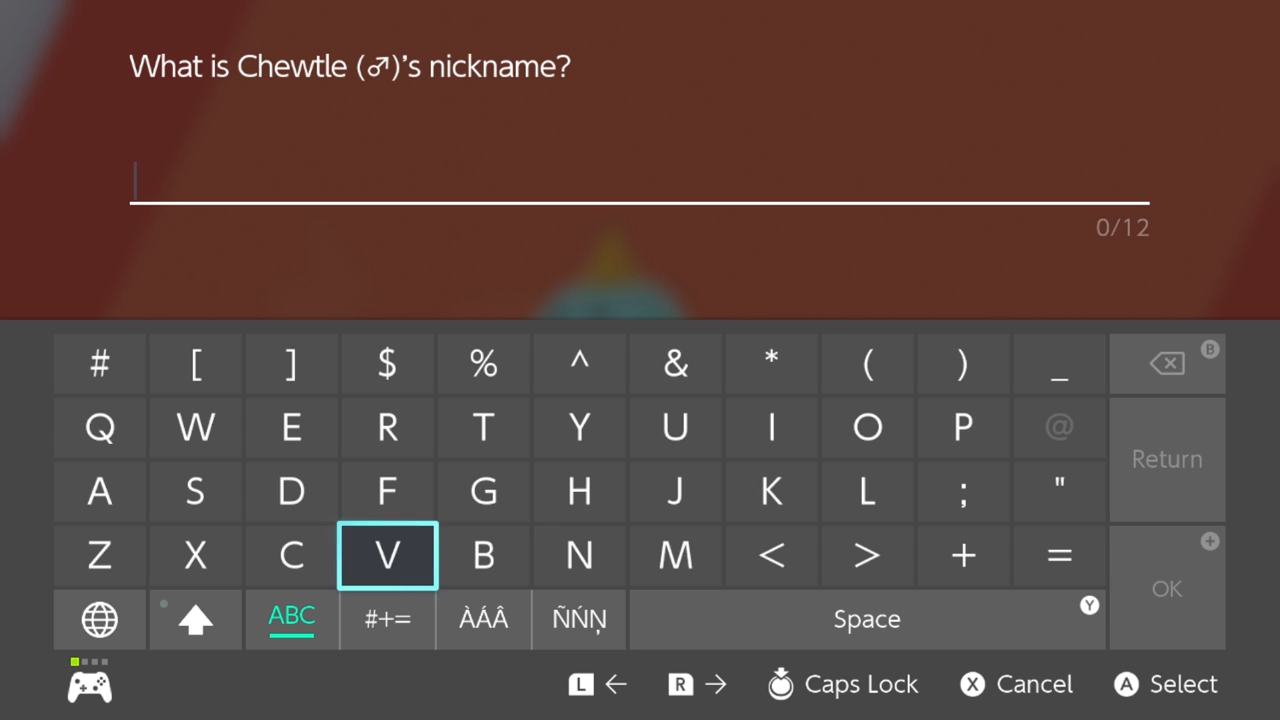 What is Chewtle (♂)'s nickname?
0/12
# [ ] $ % ^ & * ( ) _ B
Q W E R T Y U I O P @ Return
A S D F G H J K L ; "
Z X C V B N M < > + = + OK
ABC #+= ÀÁÂ ÑŃŅ Space Y
L ← R → Caps Lock X Cancel A Select